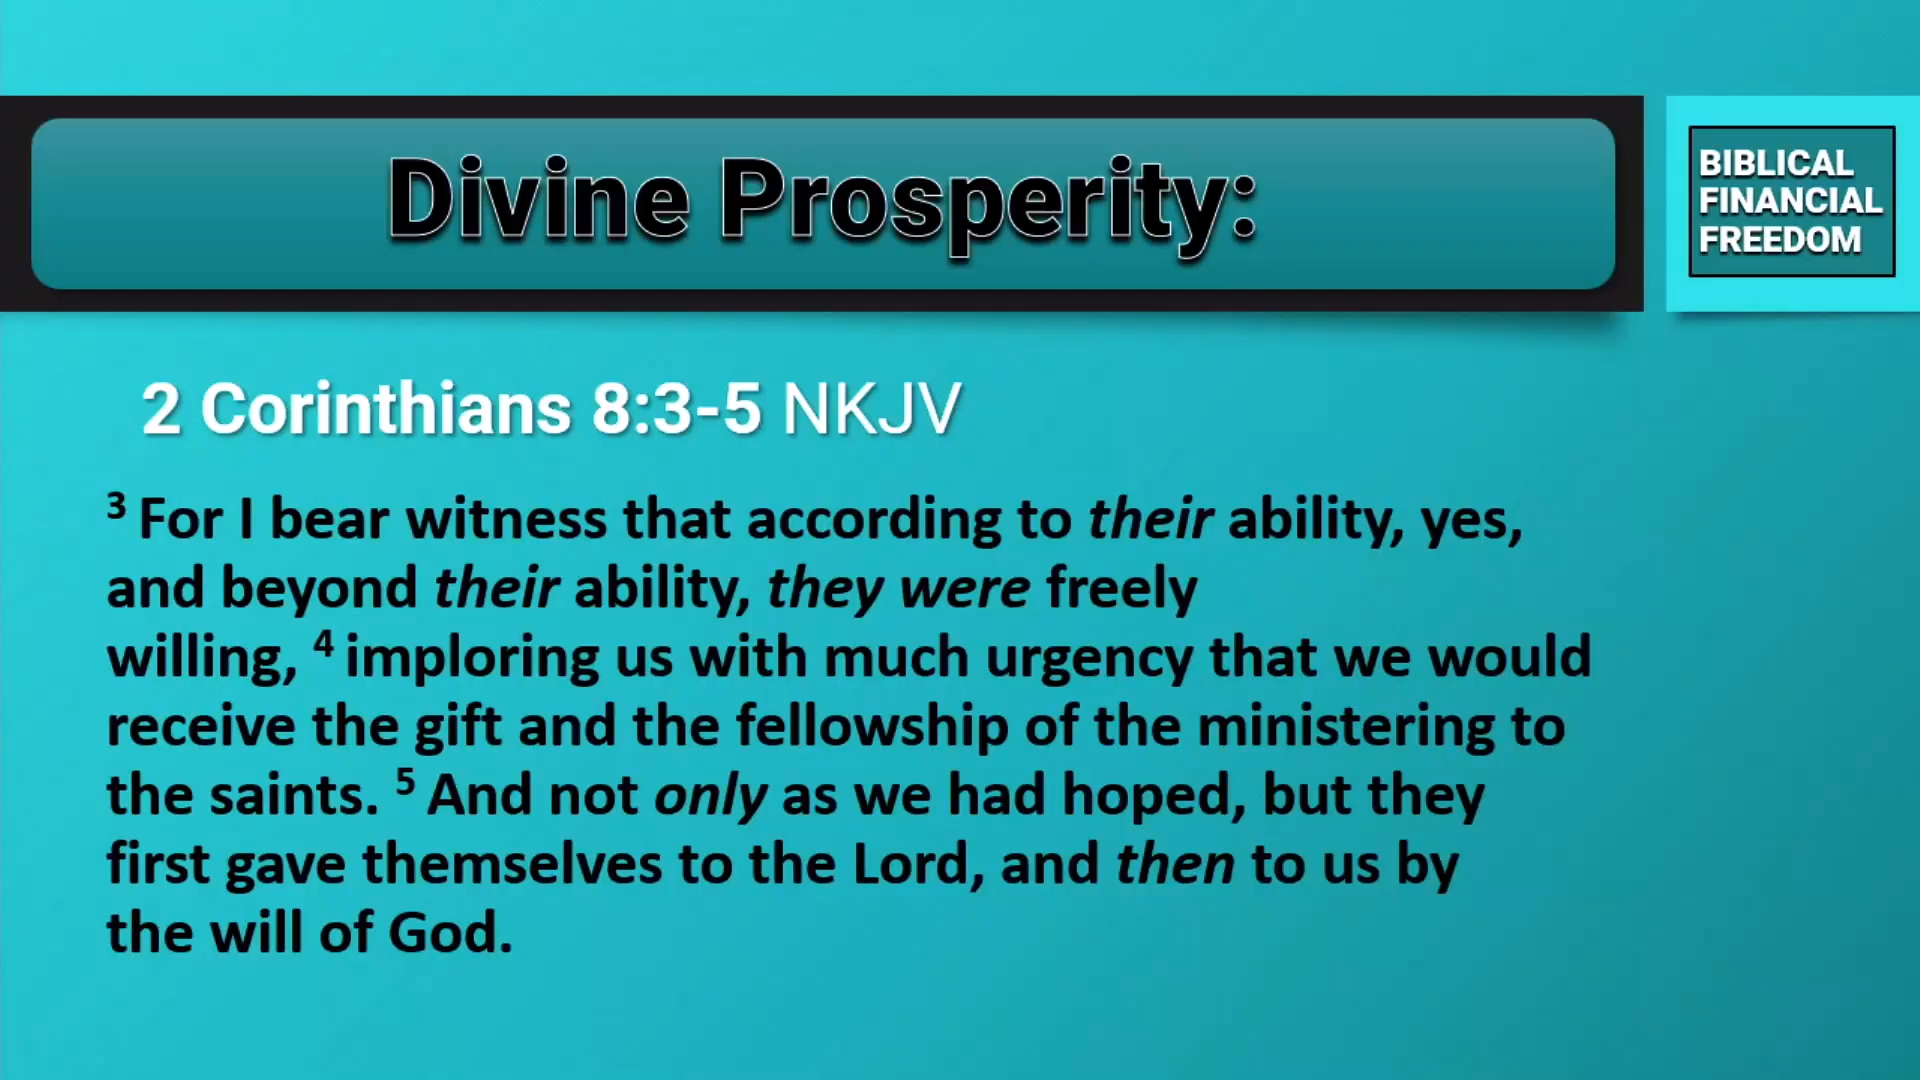 Divine Prosperity:
BIBLICAL
FINANCIAL
FREEDOM
2 Corinthians 8:3-5 NKJV
3 For I bear witness that according to their ability, yes,
and beyond their ability, they were freely
willing, 4 imploring us with much urgency that we would
receive the gift and the fellowship of the ministering to
the saints. 5 And not only as we had hoped, but they
first gave themselves to the Lord, and then to us by
the will of God.